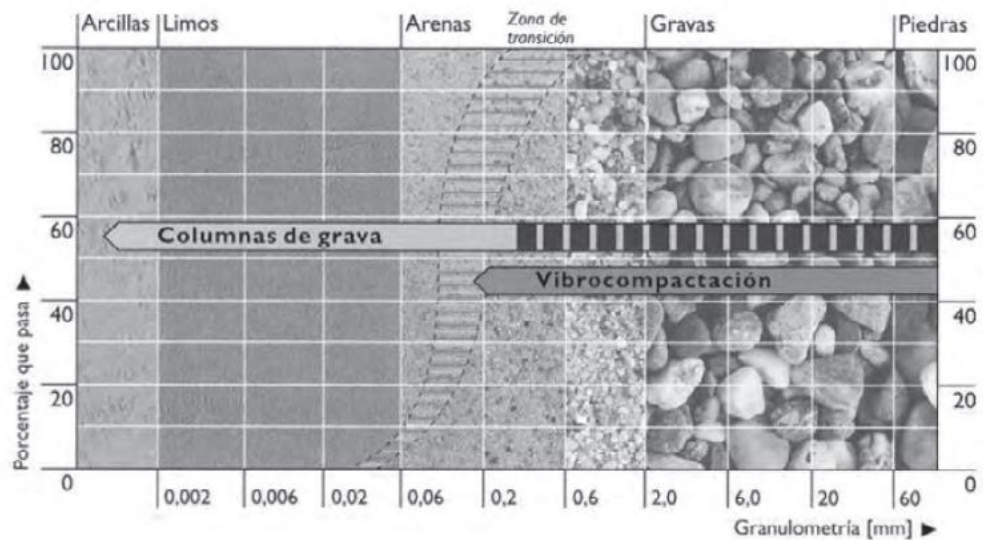 Arcillas Limos Arenas Zona de transición Gravas Piedras
100 100
80 80
60 60
Columnas de grava
Vibrocompactación
40 40
20 20
0 0
Porcentaje que pasa ►
0,002 0,006 0,02 0,06 0,2 0,6 2,0 6,0 20 60
Granulometría [mm] ►